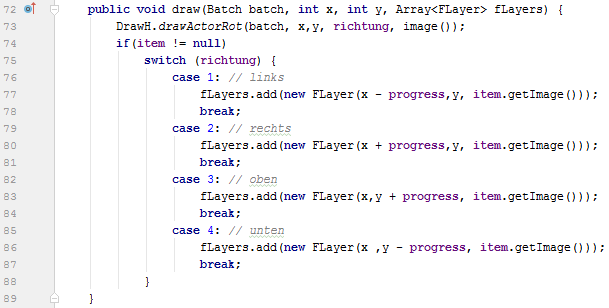 72 public void draw(Batch batch, int x, int y, Array<FLayer> fLayers) {
73 DrawH.drawActorRot(batch, x,y, richtung, image());
74 if(item != null)
75 switch (richtung) {
76 case 1: // links
77 fLayers.add(new FLayer(x - progress,y, item.getImage()));
78 break;
79 case 2: // rechts
80 fLayers.add(new FLayer(x + progress,y, item.getImage()));
81 break;
82 case 3: // oben
83 fLayers.add(new FLayer(x,y + progress, item.getImage()));
84 break;
85 case 4: // unten
86 fLayers.add(new FLayer(x ,y - progress, item.getImage()));
87 break;
88 }
89 }